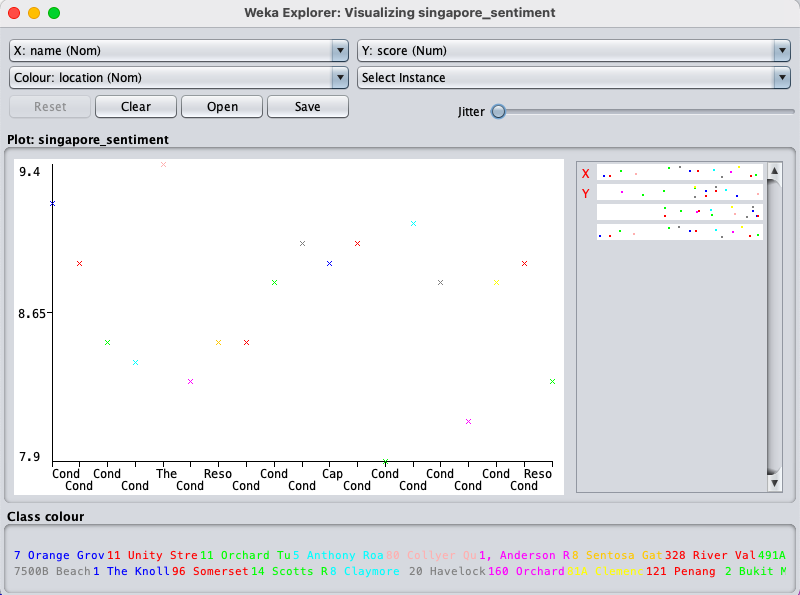 Weka Explorer: Visualizing singapore_sentiment
X: name (Nom) Y: score (Num)
Colour: location (Nom) Select Instance
Reset Clear Open Save Jitter
Plot: singapore_sentiment
9.4
8.65
7.9
X
Y
Cond Cond The Reso Cond Cap Cond Cond Cond Reso
Cond Cond Cond Cond Cond Cond Cond Cond Cond
Class colour
7 Orange Grov 11 Unity Stre 11 Orchard Tu 5 Anthony Roa 80 Collyer Qu 1, Anderson R 8 Sentosa Gat 328 River Val 491A
7500B Beach 1 The Knoll 96 Somerset 14 Scotts R 8 Claymore 20 Havelock 160 Orchard 121 Penang 2 Bukit M